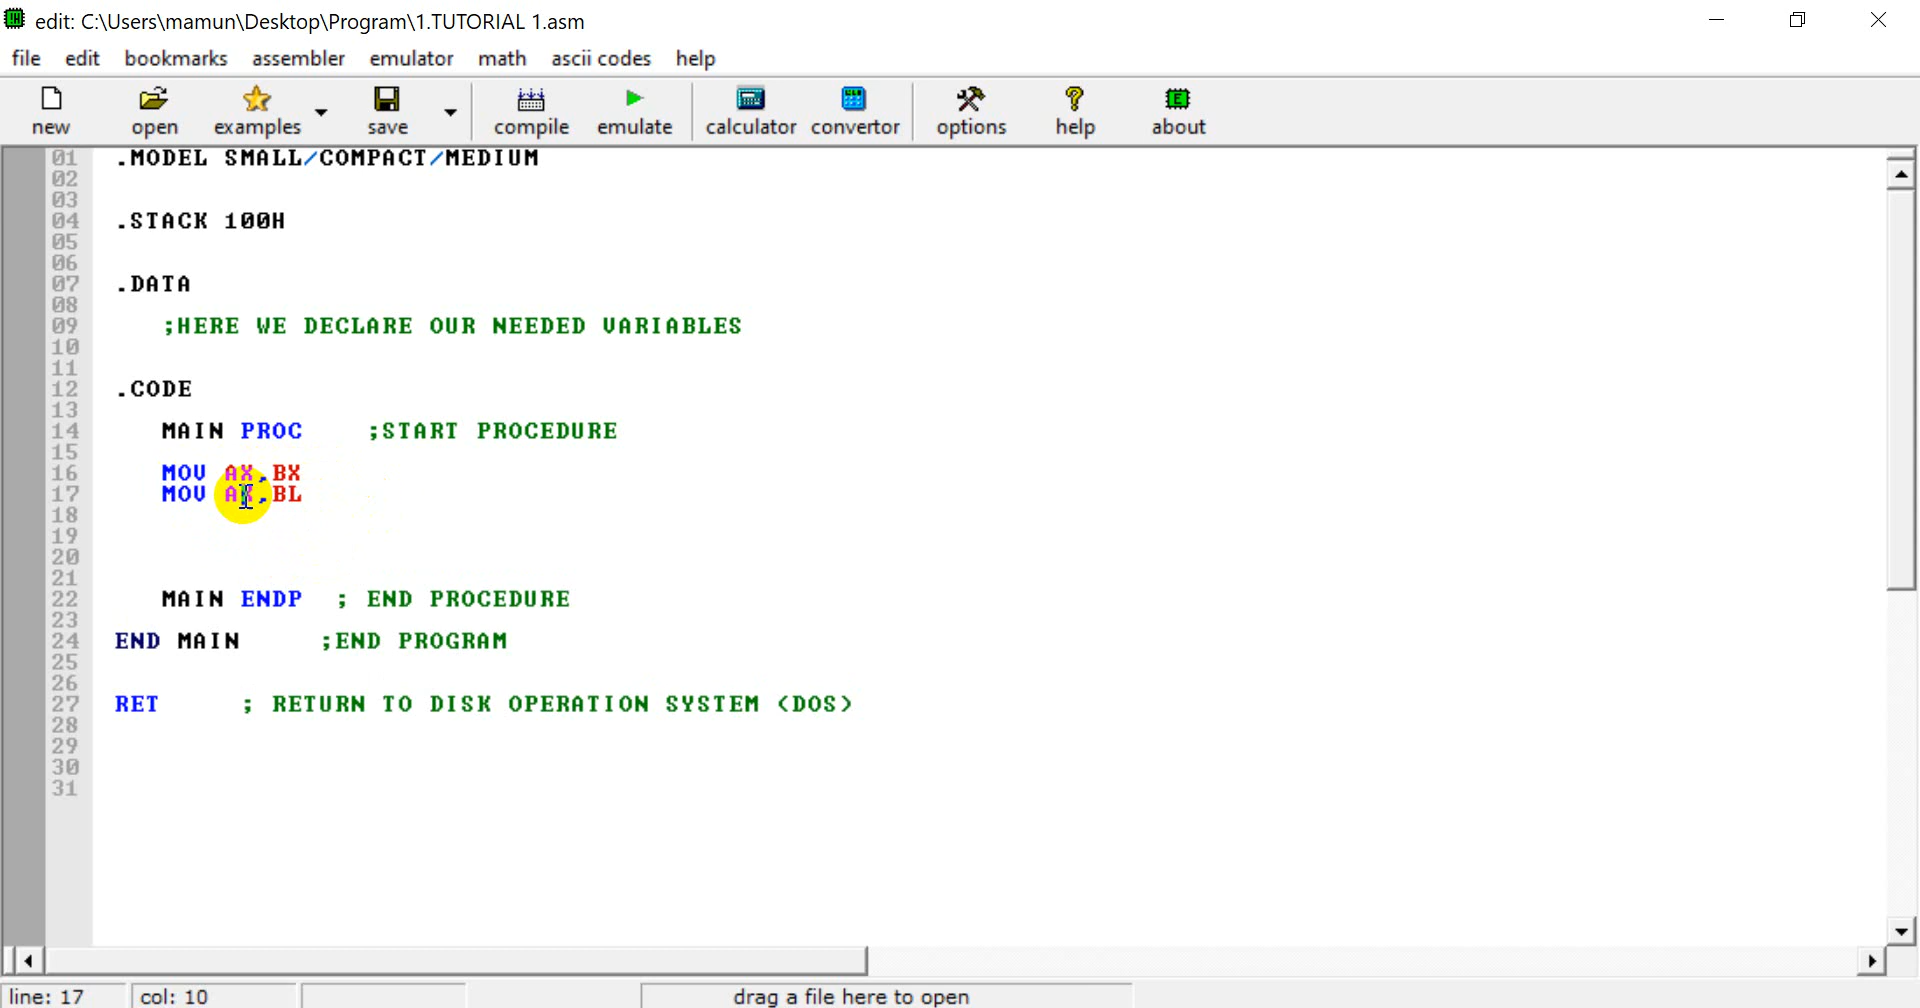 edit: C:\Users\mamun\Desktop\Program\1.TUTORIAL 1.asm
file edit bookmarks assembler emulator math ascii codes help
new open examples save compile emulate calculator convertor options help about
01 .MODEL SMALL/COMPACT/MEDIUM
02
03
04 .STACK 100H
05
06
07 .DATA
08
09 ;HERE WE DECLARE OUR NEEDED VARIABLES
10
11
12 .CODE
13
14 MAIN PROC ;START PROCEDURE
15
16 MOV AX,BX
17 MOV AX,BL
18
19
20
21
22 MAIN ENDP ; END PROCEDURE
23
24 END MAIN ;END PROGRAM
25
26
27 RET ; RETURN TO DISK OPERATION SYSTEM (DOS)
28
29
30
31
line: 17 col: 10 drag a file here to open